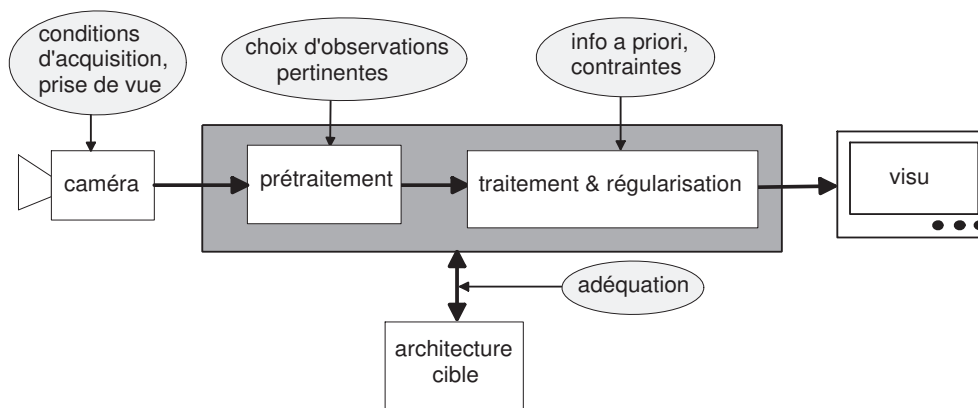 conditions
d'acquisition,
prise de vue
choix d'observations
pertinentes
info a priori,
contraintes
caméra
prétraitement
traitement & régularisation
visu
adéquation
architecture
cible